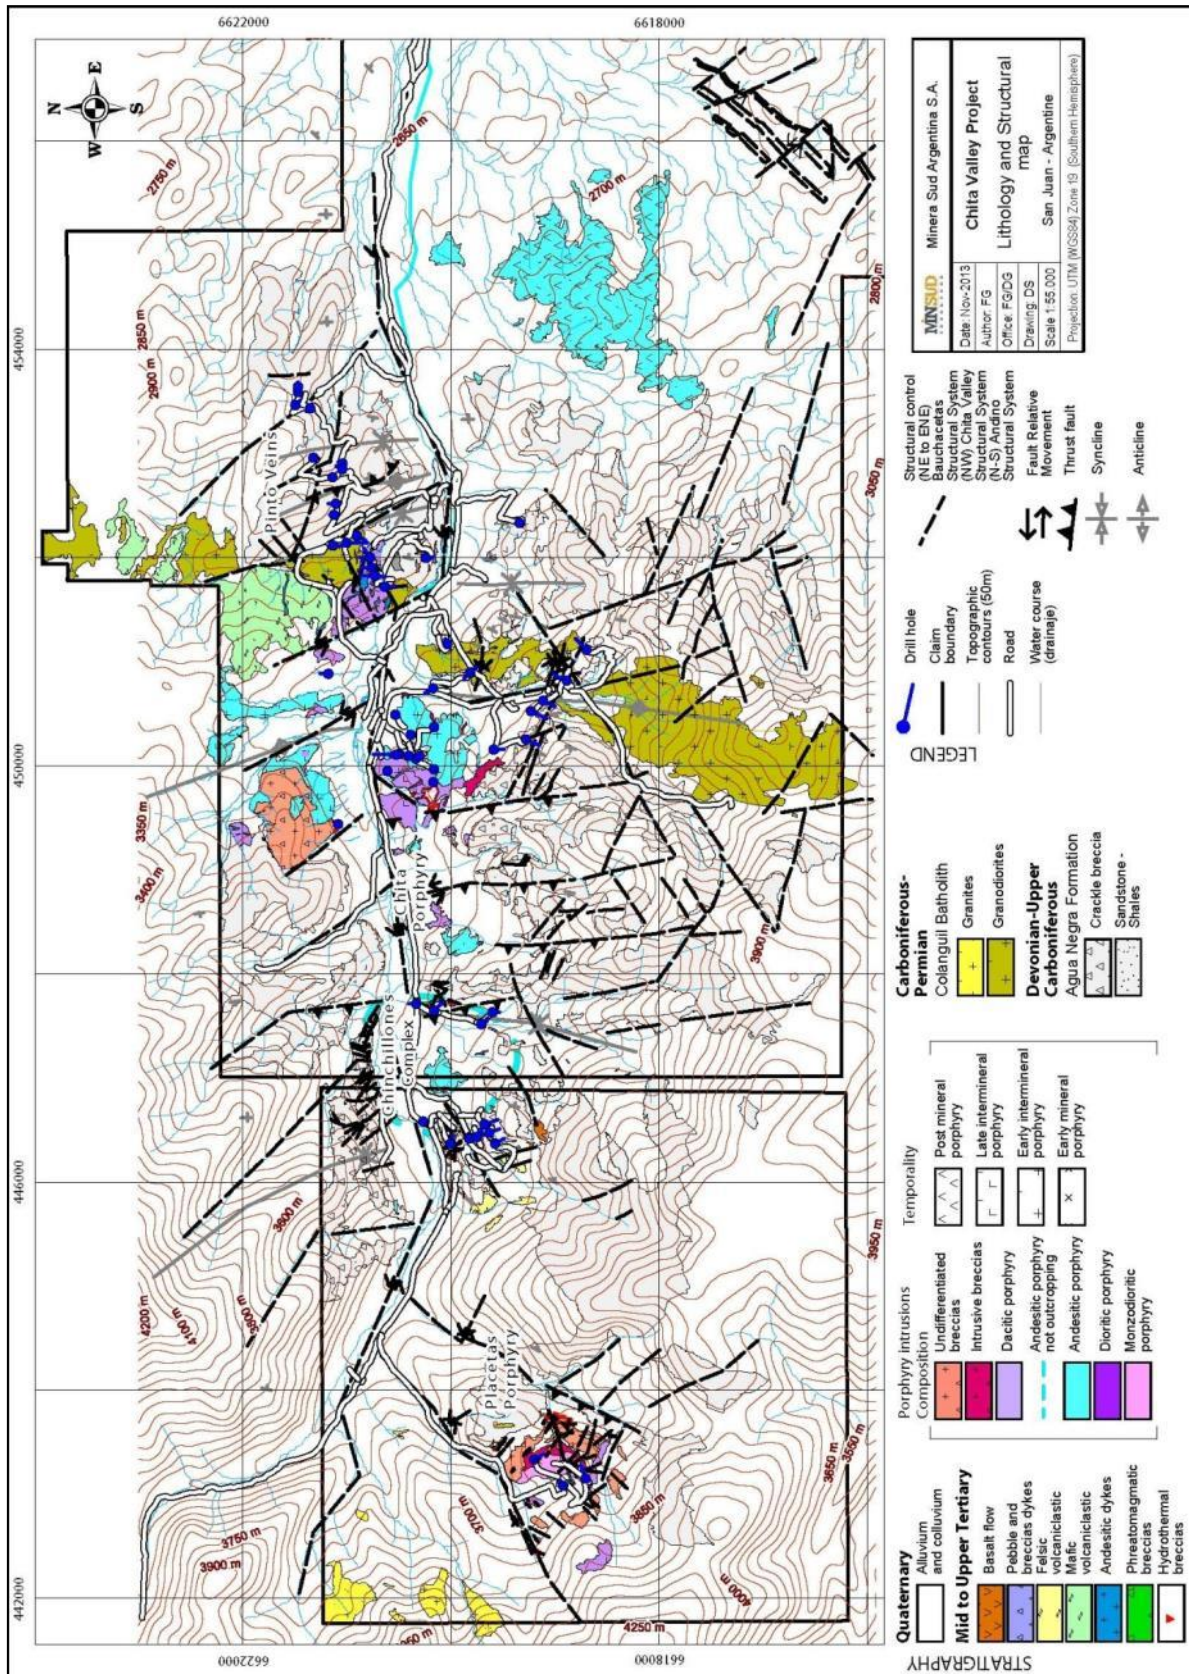 6622000
6618000
N
W
E
S
454000
450000
446000
442000
6622000
6618000
2750 m
2650 m
2850 m
2900 m
2700 m
2800 m
3050 m
3350 m
3400 m
3900 m
3950 m
4200 m
4100 m
3800 m
3600 m
3750 m
3900 m
3700 m
3850 m
3650 m
3550 m
4000 m
4250 m
Pinto Veins
Chita
Porphyry
Chinchillones
Complex
Placetas
Porphyry
STRATIGRAPHY
Quaternary
Alluvium
and colluvium
Mid to Upper Tertiary
Basalt flow
Pebble and
breccias dykes
Felsic
volcaniclastic
Mafic
volcaniclastic
Andesitic dykes
Phreatomagmatic
breccias
Hydrothermal
breccias
Porphyry intrusions
Composition
Undifferentiated
breccias
Intrusive breccias
Dacitic porphyry
Andesitic porphyry
not outcropping
Andesitic porphyry
Dioritic porphyry
Monzodioritic
porphyry
Temporality
Post mineral
porphyry
Late intermineral
porphyry
Early intermineral
porphyry
Early mineral
porphyry
Carboniferous-
Permian
Colanguil Batholith
Granites
Granodiorites
Devonian-Upper
Carboniferous
Agua Negra Formation
Crackle breccia
Sandstone -
Shales
LEGEND
Drill hole
Claim
boundary
Topographic
contours (50m)
Road
Water course
(drainaje)
Structural control
(NE to ENE)
Bauchacetas
Structural System
(NW) Chita Valley
Structural System
(N-S) Andino
Structural System
Fault Relative
Movement
Thrust fault
Syncline
Anticline
MINSUD
Minera Sud Argentina S.A.
Date: Nov-2013
Author: FG
Office: FG/DG
Drawing: DS
Scale 1:55.000
Chita Valley Project
Lithology and Structural
map
San Juan - Argentine
Projection: UTM (WGS84) Zone 19 (Southern Hemisphere)